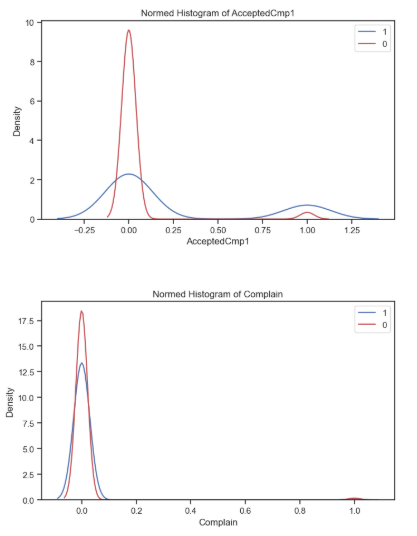 Normed Histogram of AcceptedCmp1
10
8
6
4
2
0
Density
1
0
−0.25 0.00 0.25 0.50 0.75 1.00 1.25
AcceptedCmp1
Normed Histogram of Complain
17.5
15.0
12.5
10.0
7.5
5.0
2.5
0.0
Density
1
0
0.0 0.2 0.4 0.6 0.8 1.0
Complain